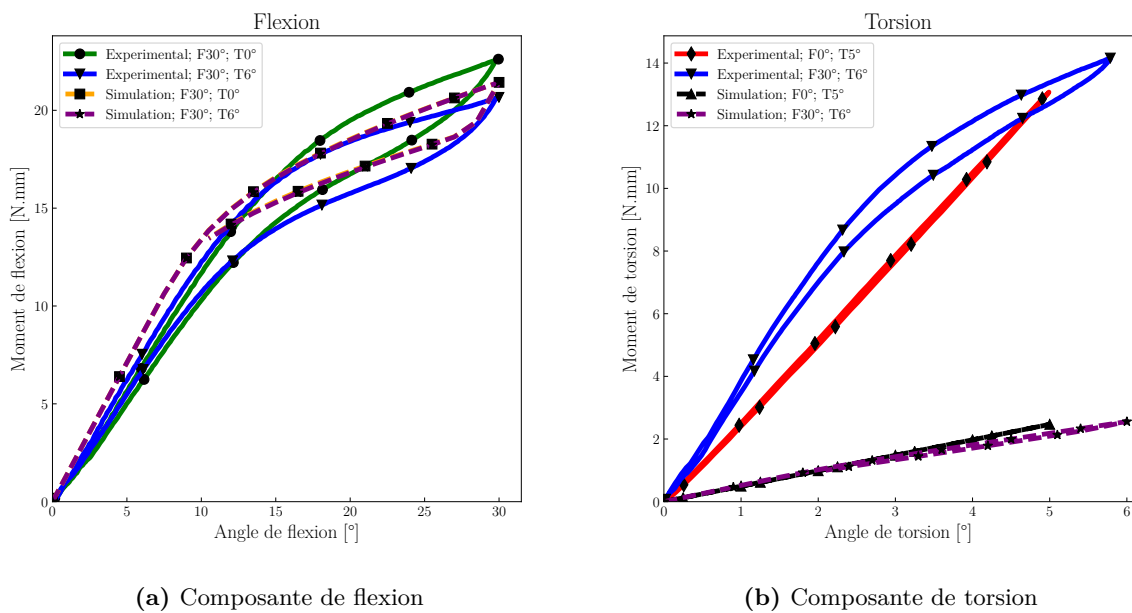 Flexion
Experimental; F30°; T0°
Experimental; F30°; T6°
Simulation; F30°; T0°
Simulation; F30°; T6°
Moment de flexion [N.mm]
20
15
10
5
0
0 5 10 15 20 25 30
Angle de flexion [°]
(a) Composante de flexion
Torsion
Experimental; F0°; T5°
Experimental; F30°; T6°
Simulation; F0°; T5°
Simulation; F30°; T6°
Moment de torsion [N.mm]
14
12
10
8
6
4
2
0
0 1 2 3 4 5 6
Angle de torsion [°]
(b) Composante de torsion